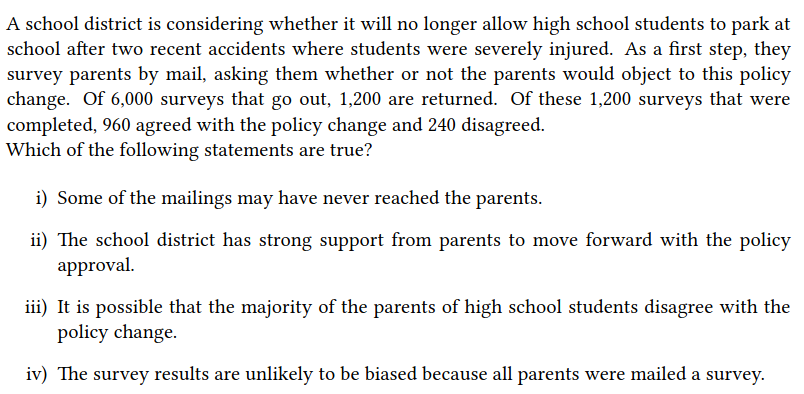 A school district is considering whether it will no longer allow high school students to park at
school after two recent accidents where students were severely injured. As a first step, they
survey parents by mail, asking them whether or not the parents would object to this policy
change. Of 6,000 surveys that go out, 1,200 are returned. Of these 1,200 surveys that were
completed, 960 agreed with the policy change and 240 disagreed.
Which of the following statements are true?
i) Some of the mailings may have never reached the parents.
ii) The school district has strong support from parents to move forward with the policy
approval.
iii) It is possible that the majority of the parents of high school students disagree with the
policy change.
iv) The survey results are unlikely to be biased because all parents were mailed a survey.